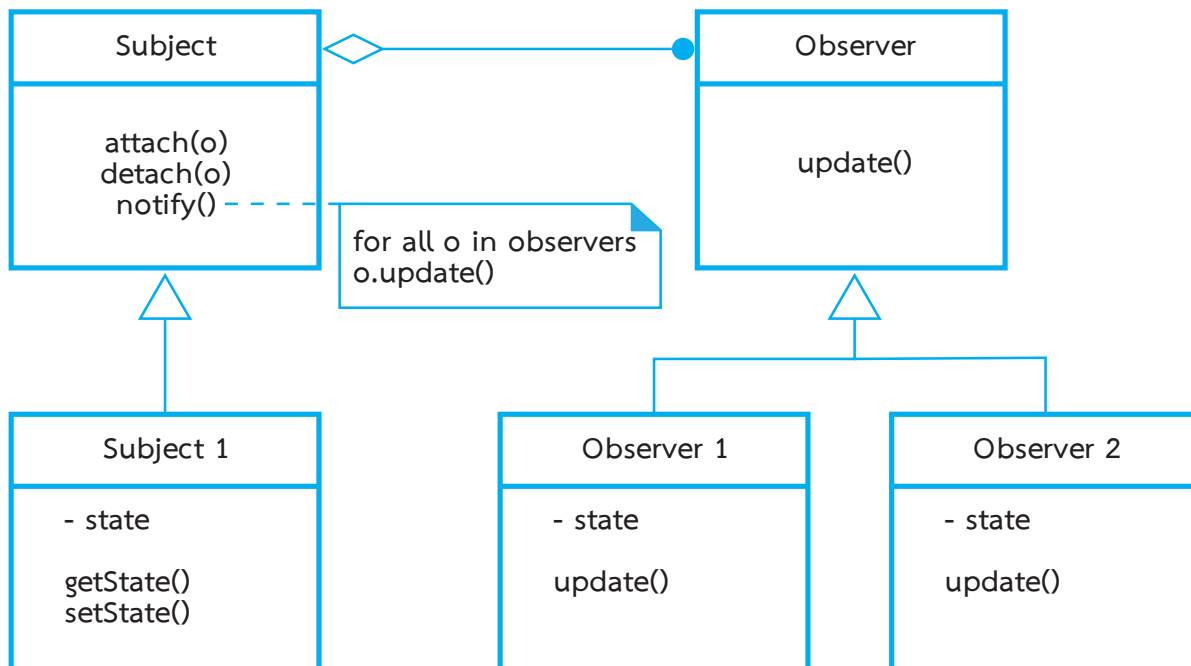 Subject
attach(o)
detach(o)
notify()
for all o in observers
o.update()
Observer
update()
Subject 1
- state
getState()
setState()
Observer 1
- state
update()
Observer 2
- state
update()